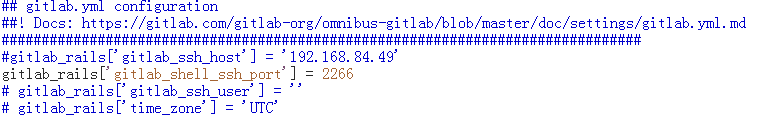 ## gitlab.yml configuration
##! Docs: https://gitlab.com/gitlab-org/omnibus-gitlab/blob/master/doc/settings/gitlab.yml.md
################################################################################
#gitlab_rails['gitlab_ssh_host'] = '192.168.84.49'
gitlab_rails['gitlab_shell_ssh_port'] = 2266
# gitlab_rails['gitlab_ssh_user'] = ''
# gitlab_rails['time_zone'] = 'UTC'